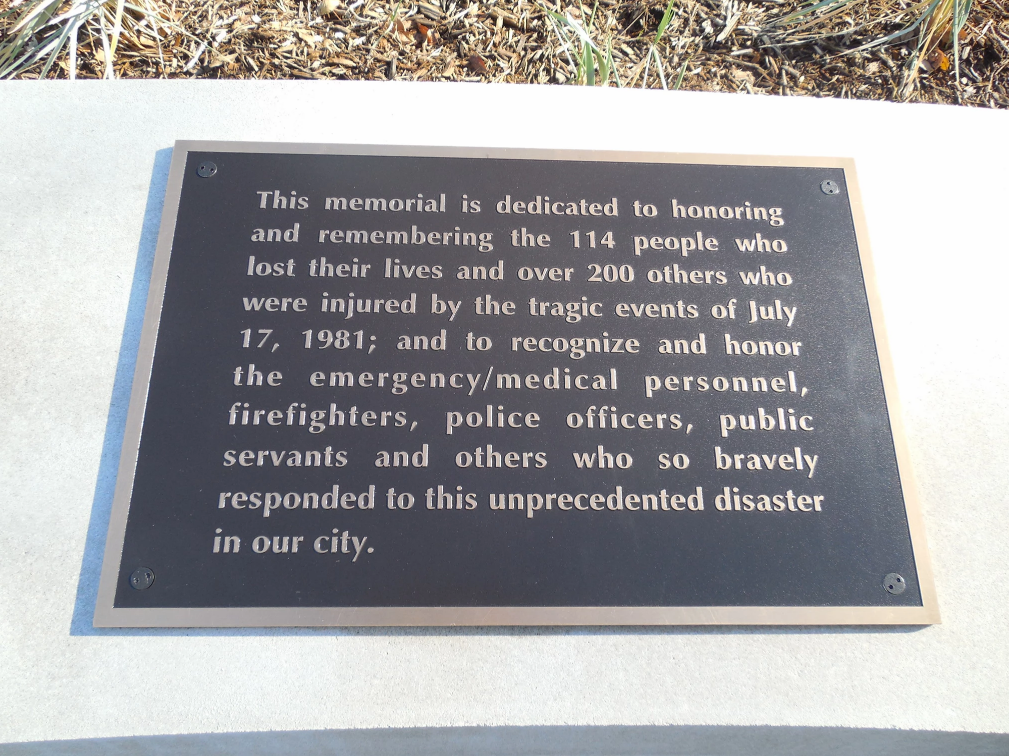 This memorial is dedicated to honoring
and remembering the 114 people who
lost their lives and over 200 others who
were injured by the tragic events of July
17, 1981; and to recognize and honor
the emergency/medical personnel,
firefighters, police officers, public
servants and others who so bravely
responded to this unprecedented disaster
in our city.